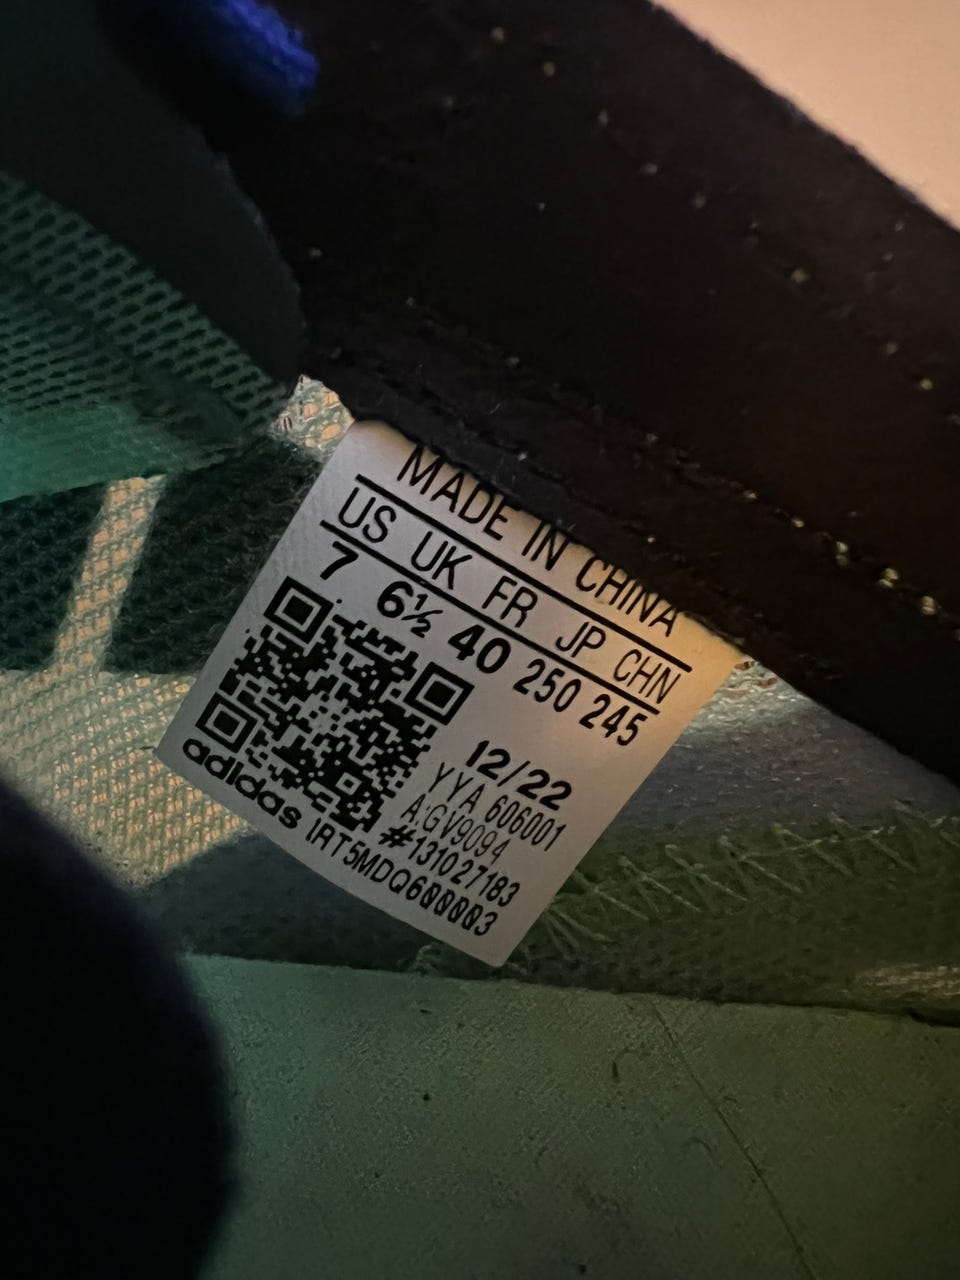 MADE IN CHINA
US UK FR JP CHN
7 6½ 40 250 245
12/22
YYA 606001
A:GV9094
#131027183
adidas IRT5MDQ600003